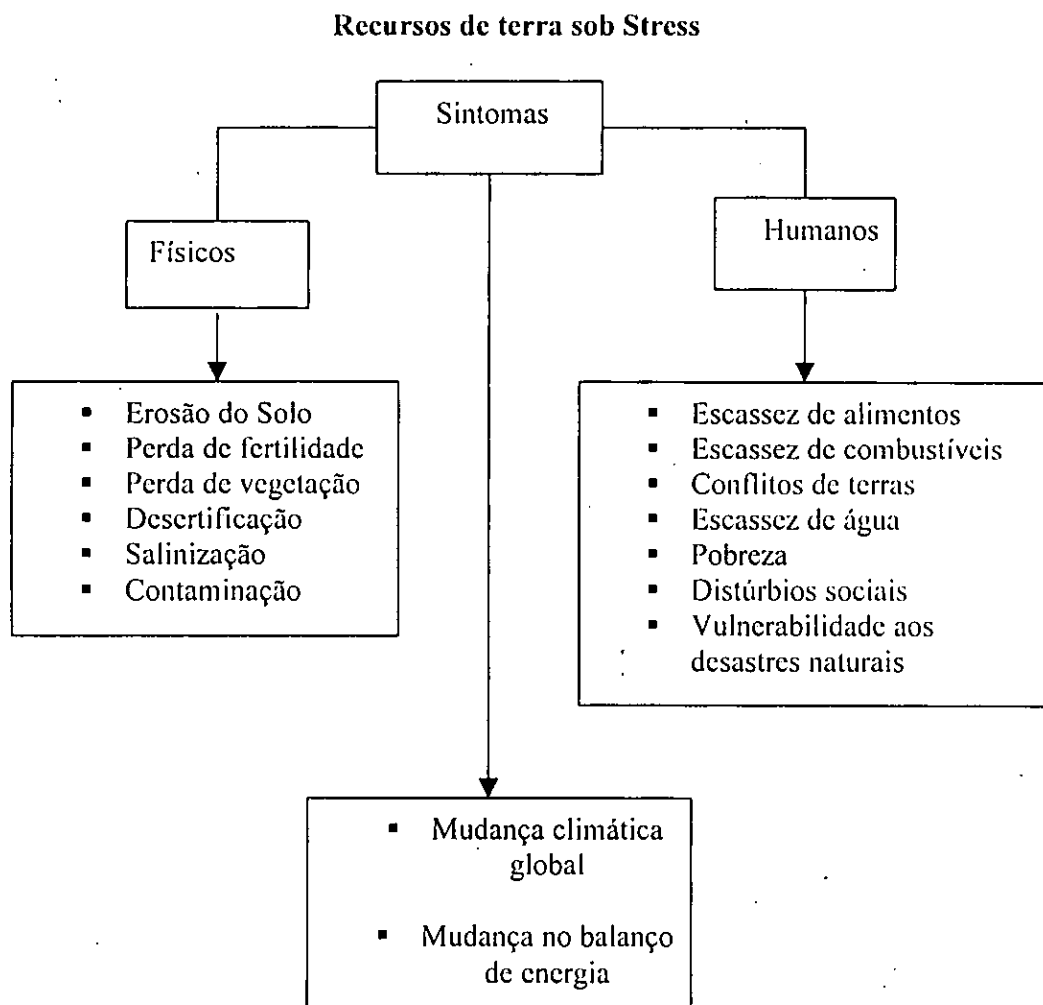 Recursos de terra sob Stress
Sintomas
Físicos
Humanos
▪ Erosão do Solo
▪ Perda de fertilidade
▪ Perda de vegetação
▪ Desertificação
▪ Salinização
▪ Contaminação
▪ Escassez de alimentos
▪ Escassez de combustíveis
▪ Conflitos de terras
▪ Escassez de água
▪ Pobreza
▪ Distúrbios sociais
▪ Vulnerabilidade aos
desastres naturais
▪ Mudança climática
global
▪ Mudança no balanço
de energia